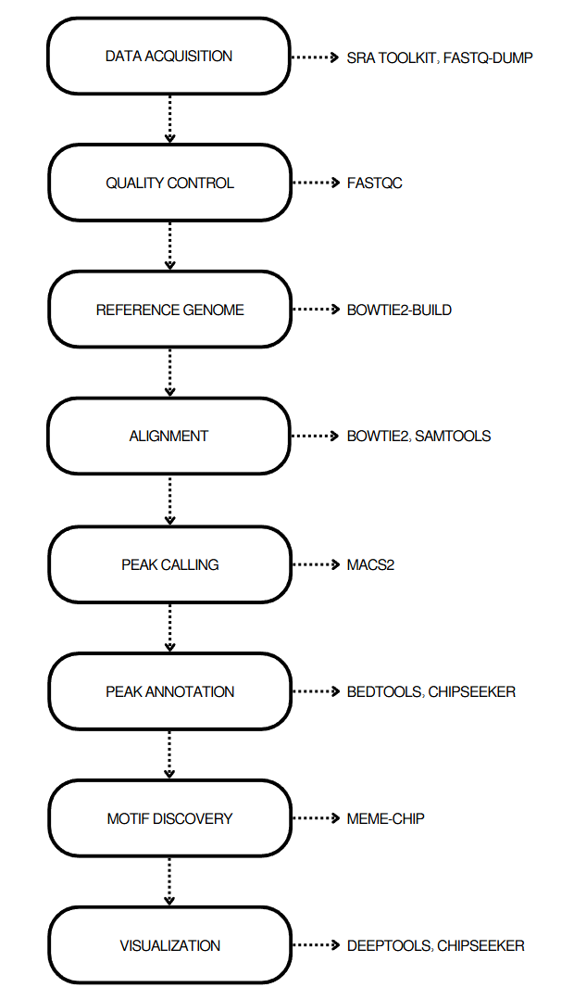 DATA ACQUISITION
SRA TOOLKIT, FASTQ-DUMP
QUALITY CONTROL
FASTQC
REFERENCE GENOME
BOWTIE2-BUILD
ALIGNMENT
BOWTIE2, SAMTOOLS
PEAK CALLING
MACS2
PEAK ANNOTATION
BEDTOOLS, CHIPSEEKER
MOTIF DISCOVERY
MEME-CHIP
VISUALIZATION
DEEPTOOLS, CHIPSEEKER